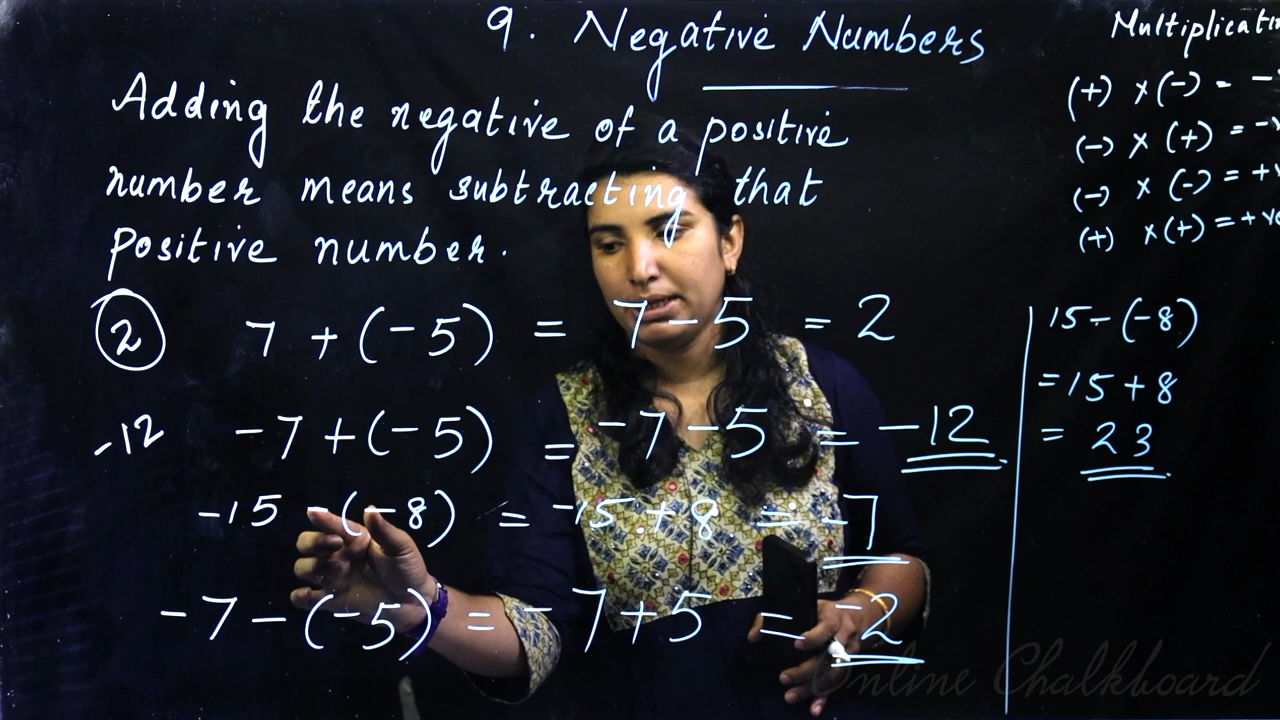 9. Negative Numbers
Adding the negative of a positive
number means subtracting that
positive number.
2 7 + (-5) = 7-5 = 2
-12 -7 + (-5) = -7-5 = -12
-15 -(-8) = -15 + 8 = -7
-7 - (-5) = -7+5 = -2
Multiplicati
(+) × (-) = -
(-) × (+) = -v
(-) × (-) = +v
(+) × (+) = +ve
15 - (-8)
= 15 + 8
= 23
Online Chalkboard